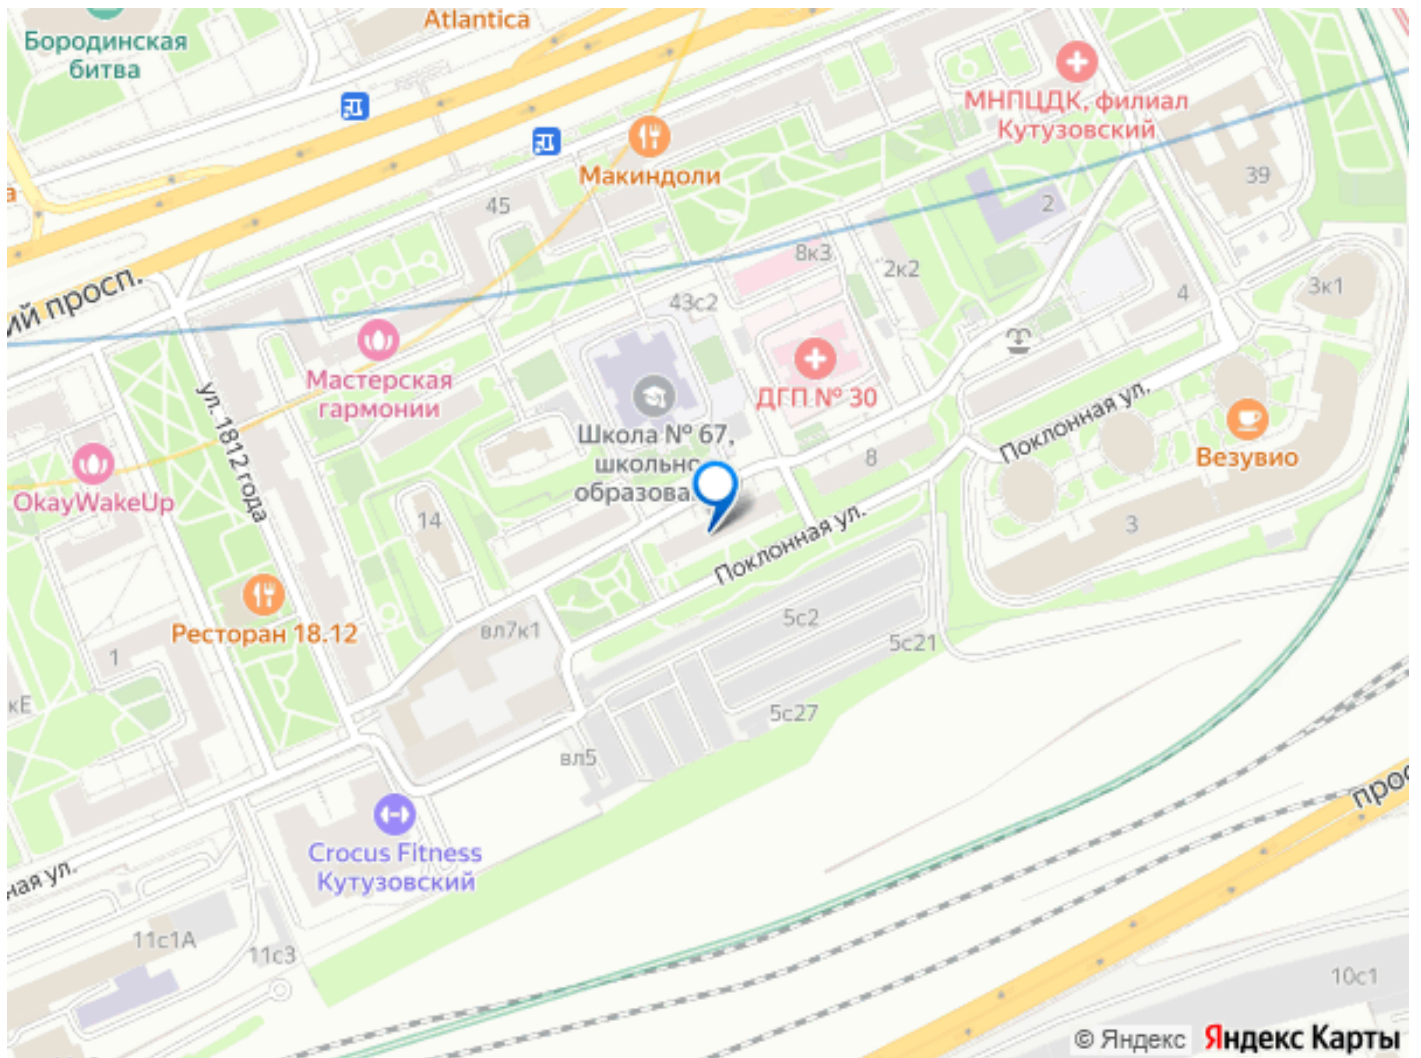 Atlantica
Бородинская
битва
а
МНПЦДК, филиал
Кутузовский
Макиндоли
39
45
2
8к3
2к2
ий просп.
43с2
4
3к1
Мастерская
гармонии
ДГП № 30
ул. 1812 года
Школа № 67,
школьно
образова
Поклонная ул.
Везувио
8
OkayWakeUp
14
3
Поклонная ул.
Ресторан 18.12
вл7к1
5с2
5с21
1
кЕ
5с27
вл5
прос
Crocus Fitness
Кутузовский
ная ул.
11с1А
11с3
10с1
© Яндекс Яндекс Карты